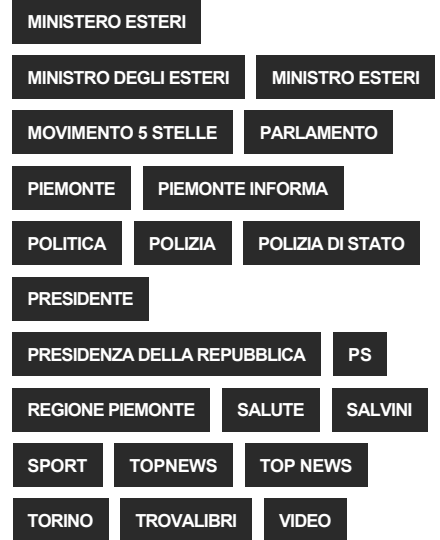 MINISTERO ESTERI
MINISTRO DEGLI ESTERI MINISTRO ESTERI
MOVIMENTO 5 STELLE PARLAMENTO
PIEMONTE PIEMONTE INFORMA
POLITICA POLIZIA POLIZIA DI STATO
PRESIDENTE
PRESIDENZA DELLA REPUBBLICA PS
REGIONE PIEMONTE SALUTE SALVINI
SPORT TOPNEWS TOP NEWS
TORINO TROVALIBRI VIDEO